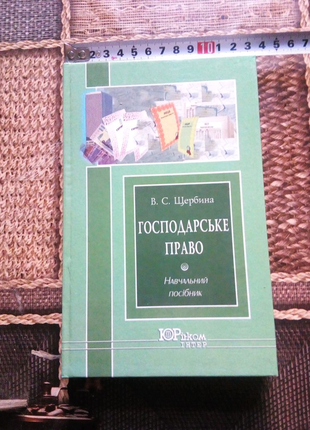 2 3 4 5 6 7 8 9 10 1 2 3 4 5 6 7
В. С. Щербина
ГОСПОДАРСЬКЕ
ПРАВО
Навчальний
посібник
ЮРінком
ІНТЕР